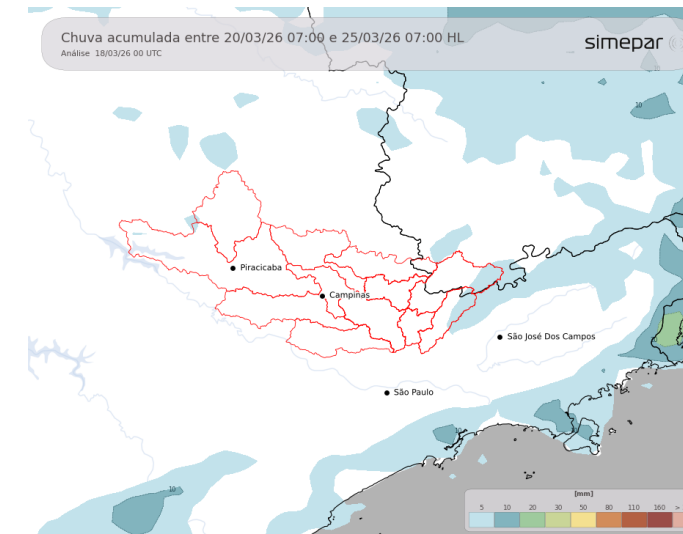 Chuva acumulada entre 20/03/26 07:00 e 25/03/26 07:00 HL
Análise 18/03/26 00 UTC
simepar
10
Piracicaba
Campiñas
São José Dos Campos
São Paulo
10
10
10
[mm]
5 10 20 30 50 80 110 160 >